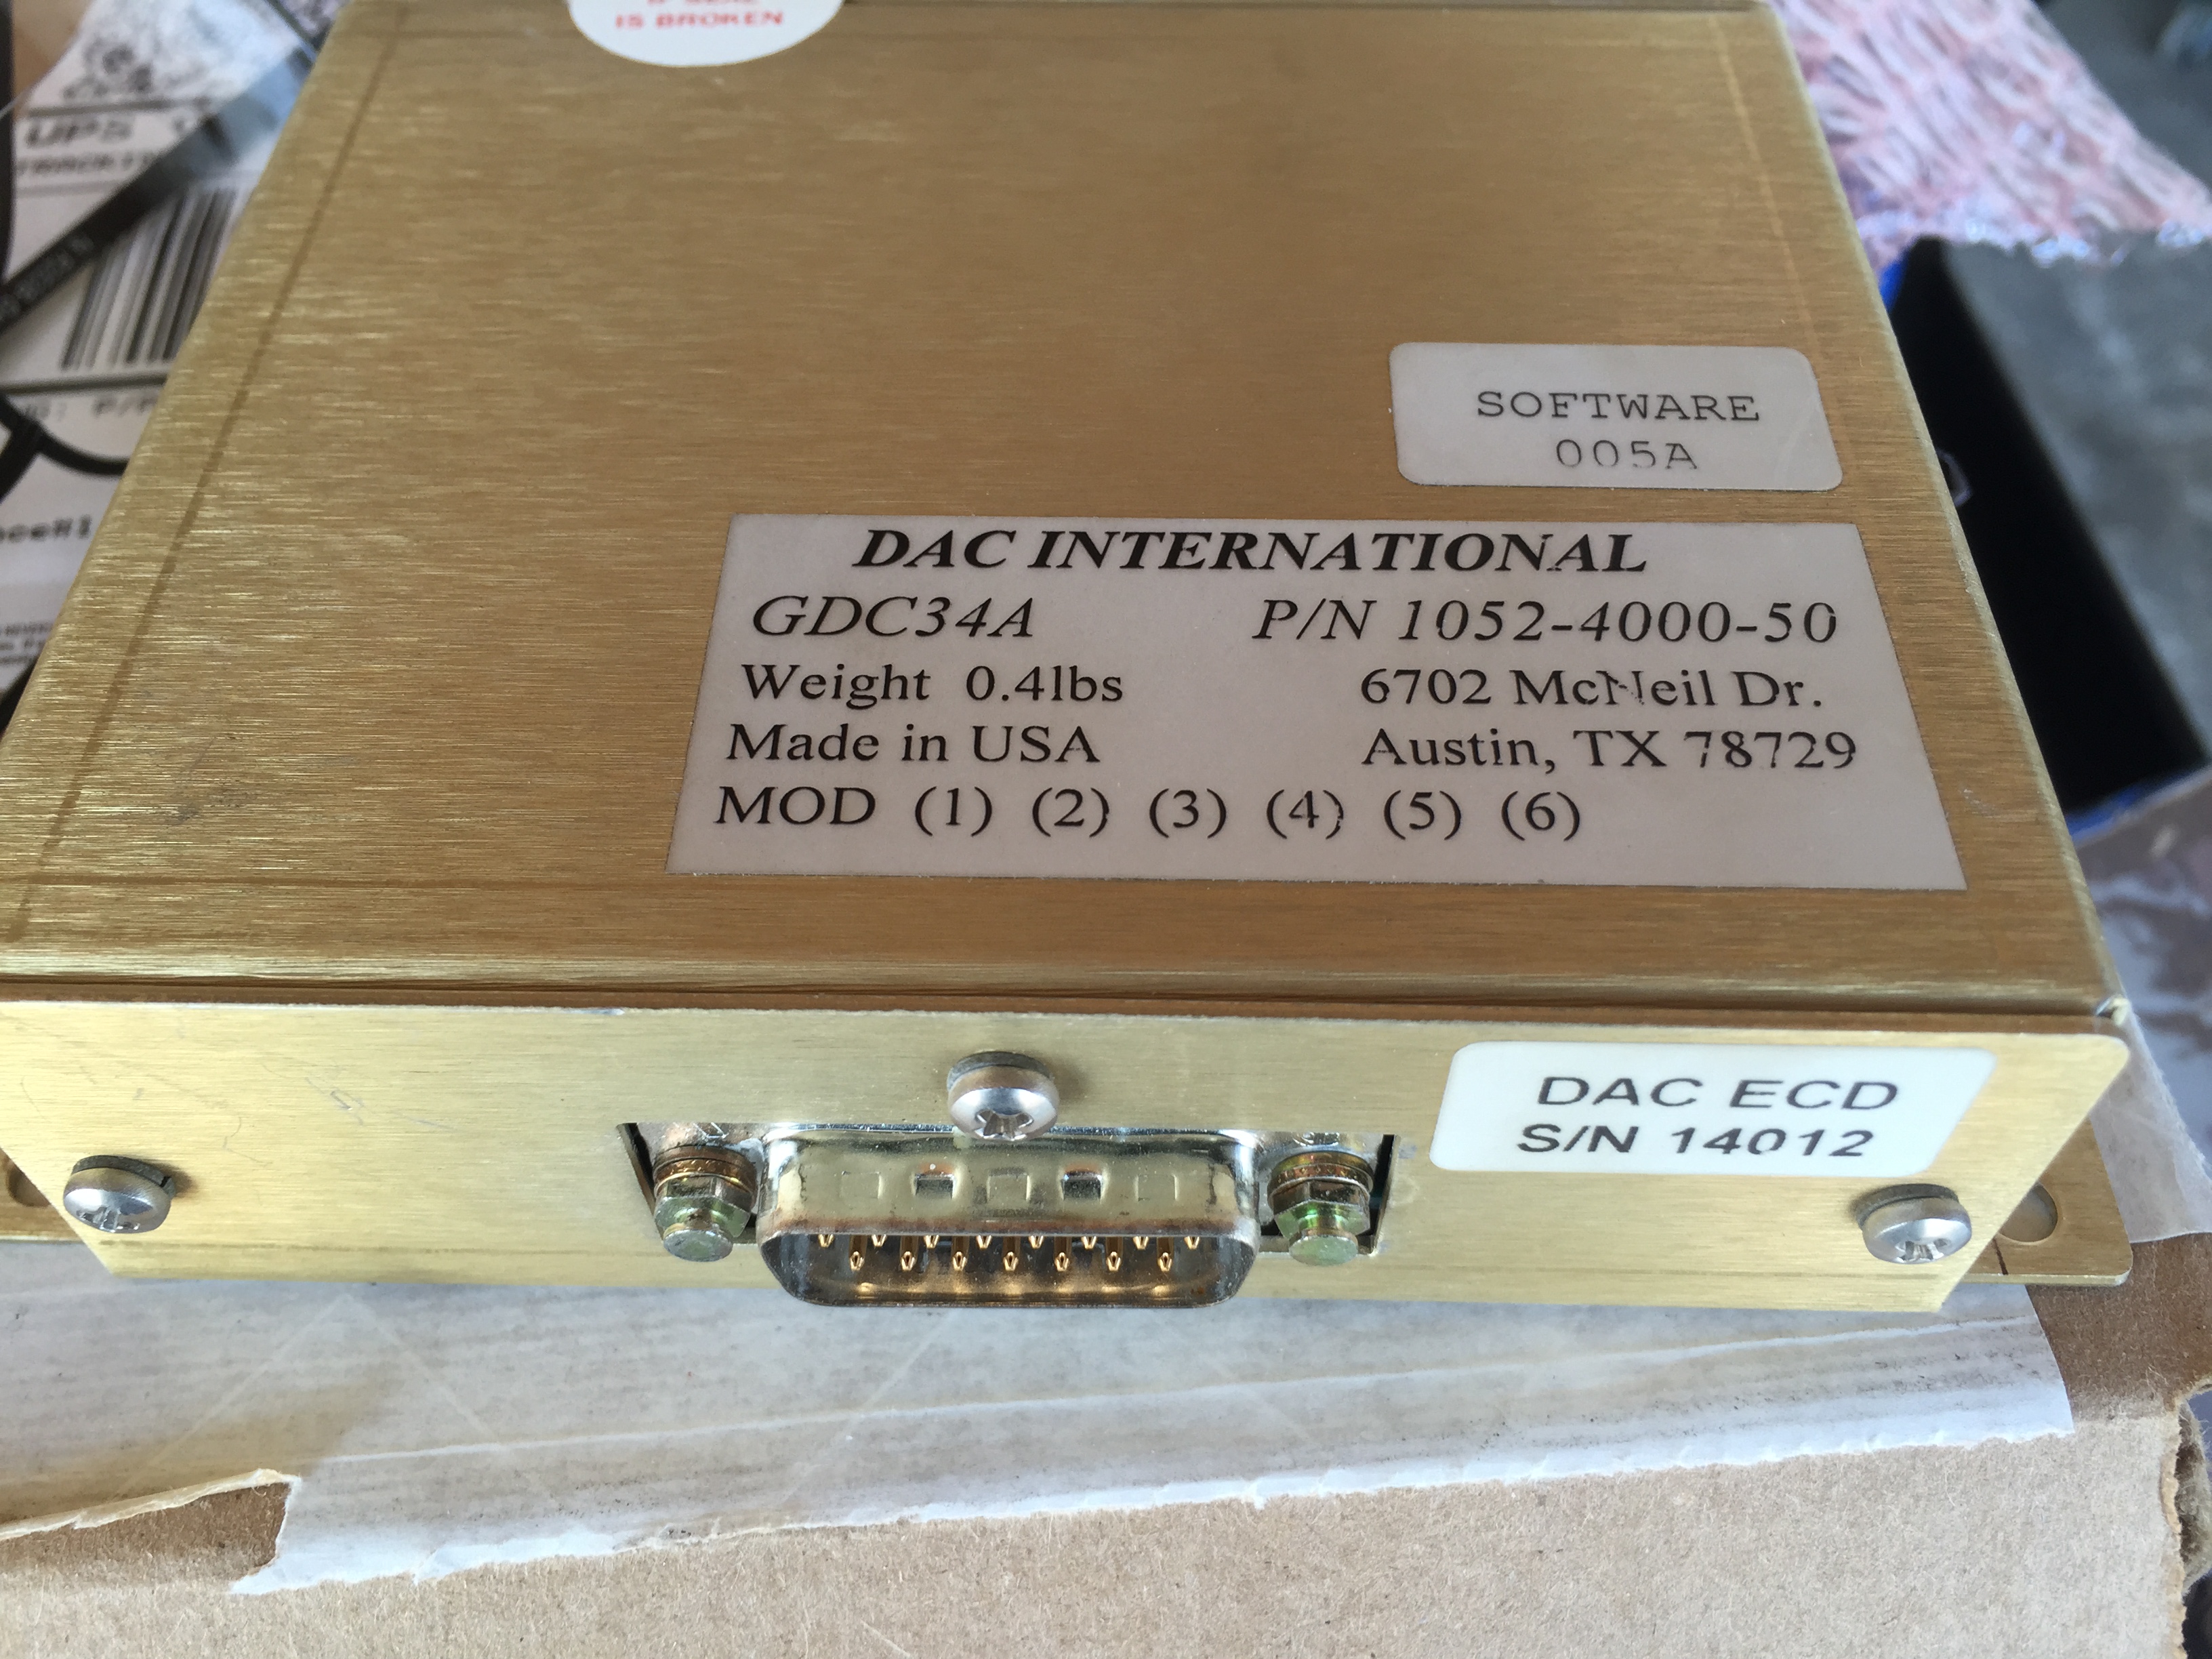 IS BROKEN
UPS
SOFTWARE
005A
DAC INTERNATIONAL
GDC34A P/N 1052-4000-50
Weight 0.4lbs 6702 McNeil Dr.
Made in USA Austin, TX 78729
MOD (1) (2) (3) (4) (5) (6)
DAC ECD
S/N 14012